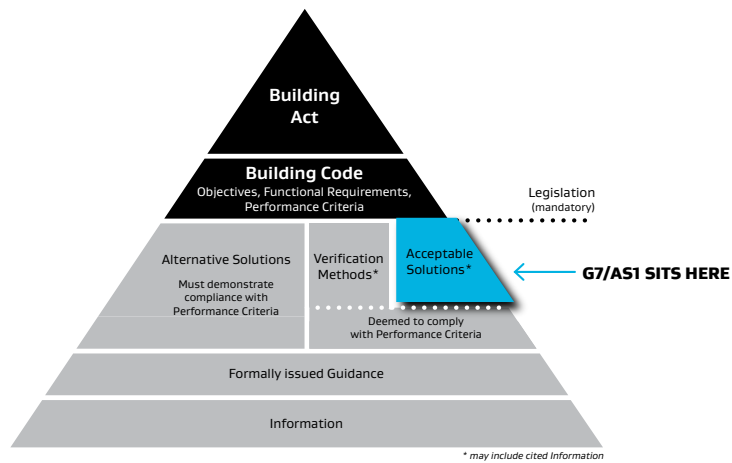 Building
Act
Building Code
Objectives, Functional Requirements,
Performance Criteria
Legislation
(mandatory)
Alternative Solutions
Must demonstrate
compliance with
Performance Criteria
Verification
Methods*
Acceptable
Solutions*
G7/AS1 SITS HERE
Deemed to comply
with Performance Criteria
Formally issued Guidance
Information
* may include cited Information